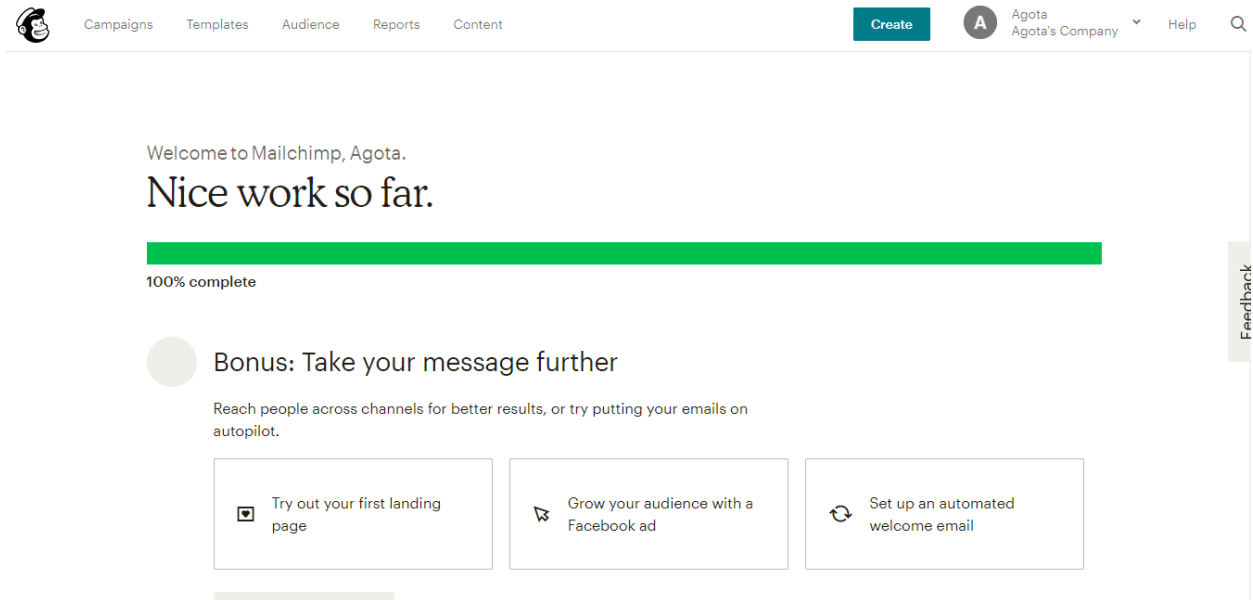 Campaigns Templates Audience Reports Content Create A Agota Help
Agota's Company
Welcome to Mailchimp, Agota.
Nice work so far.
100% complete
Feedback
Bonus: Take your message further
Reach people across channels for better results, or try putting your emails on
autopilot.
Try out your first landing
page
Grow your audience with a
Facebook ad
Set up an automated
welcome email